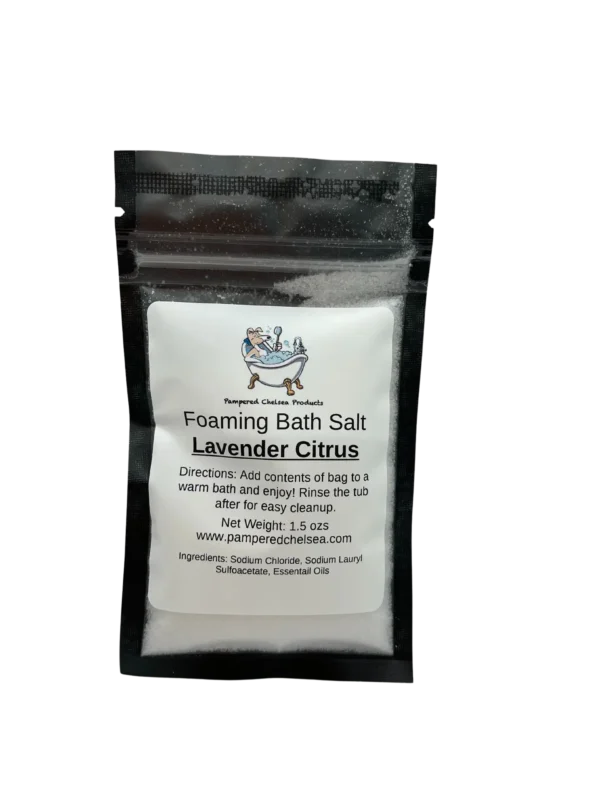 Pampered Chelsea Products
Foaming Bath Salt
Lavender Citrus
Directions: Add contents of bag to a
warm bath and enjoy! Rinse the tub
after for easy cleanup.
Net Weight: 1.5 ozs
www.pamperedchelsea.com
Ingredients: Sodium Chloride, Sodium Lauryl
Sulfoacetate, Essentail Oils